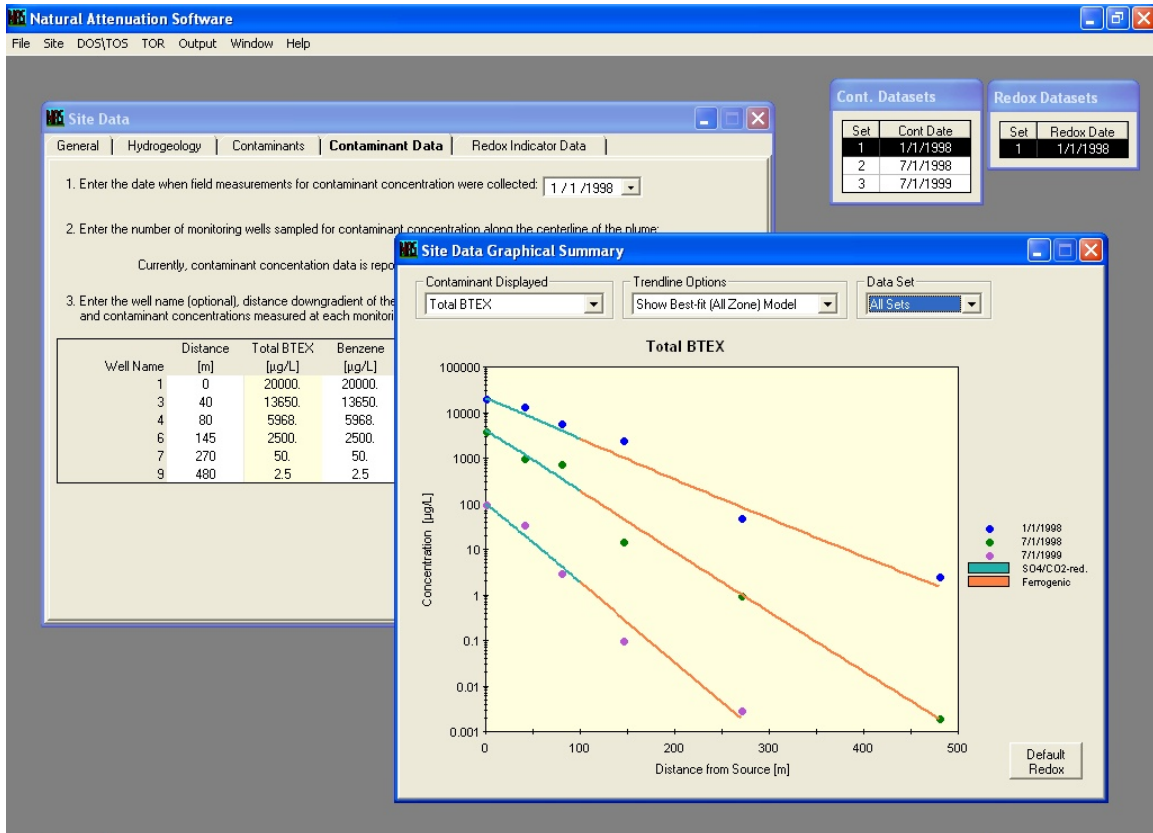 Natural Attenuation Software
File Site DOS\TOS TOR Output Window Help
Site Data
General Hydrogeology Contaminants Contaminant Data Redox Indicator Data
1. Enter the date when field measurements for contaminant concentration were collected: 1 / 1 /1998
2. Enter the number of monitoring wells sampled for contaminant concentration along the centerline of the plume:
Currently, contaminant concentation data is repo
3. Enter the well name (optional), distance downgradient of the
and contaminant concentrations measured at each monitori
Distance Total BTEX Benzene
Well Name [m] [µg/L] [µg/L]
1 0 20000. 20000.
3 40 13650. 13650.
4 80 5968. 5968.
6 145 2500. 2500.
7 270 50. 50.
9 480 2.5 2.5
Cont. Datasets
Set Cont Date
1 1/1/1998
2 7/1/1998
3 7/1/1999
Redox Datasets
Set Redox Date
1 1/1/1998
Site Data Graphical Summary
Contaminant Displayed Trendline Options Data Set
Total BTEX Show Best-fit (All Zone) Model All Sets
Total BTEX
Concentration [µg/L]
100000
10000
1000
100
10
1
0.1
0.01
0.001
0 100 200 300 400 500
Distance from Source [m]
1/1/1998
7/1/1998
7/1/1999
SO4/CO2-red.
Ferrogenic
Default
Redox